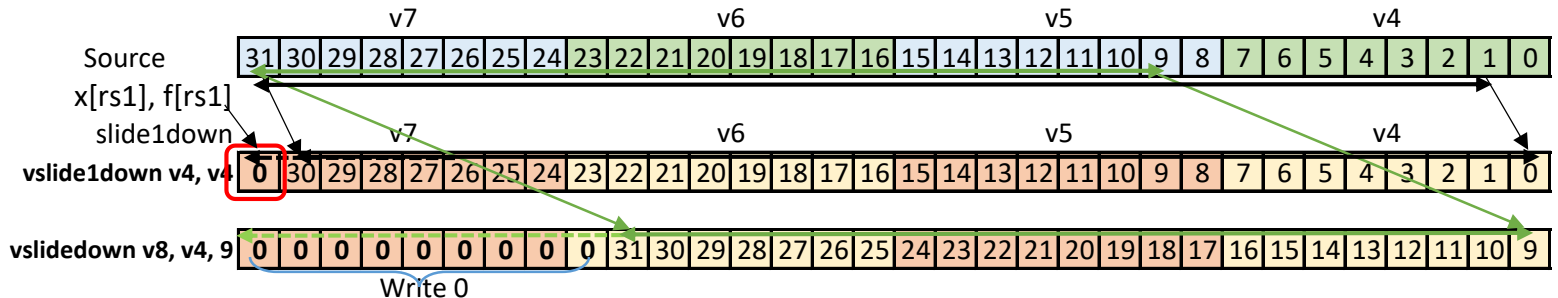 v7 v6 v5 v4
Source 31 30 29 28 27 26 25 24 23 22 21 20 19 18 17 16 15 14 13 12 11 10 9 8 7 6 5 4 3 2 1 0
x[rs1], f[rs1]
slide1down v7 v6 v5 v4
vslide1down v4, v4 0 30 29 28 27 26 25 24 23 22 21 20 19 18 17 16 15 14 13 12 11 10 9 8 7 6 5 4 3 2 1 0
vslidedown v8, v4, 9 0 0 0 0 0 0 0 0 0 31 30 29 28 27 26 25 24 23 22 21 20 19 18 17 16 15 14 13 12 11 10 9
Write 0